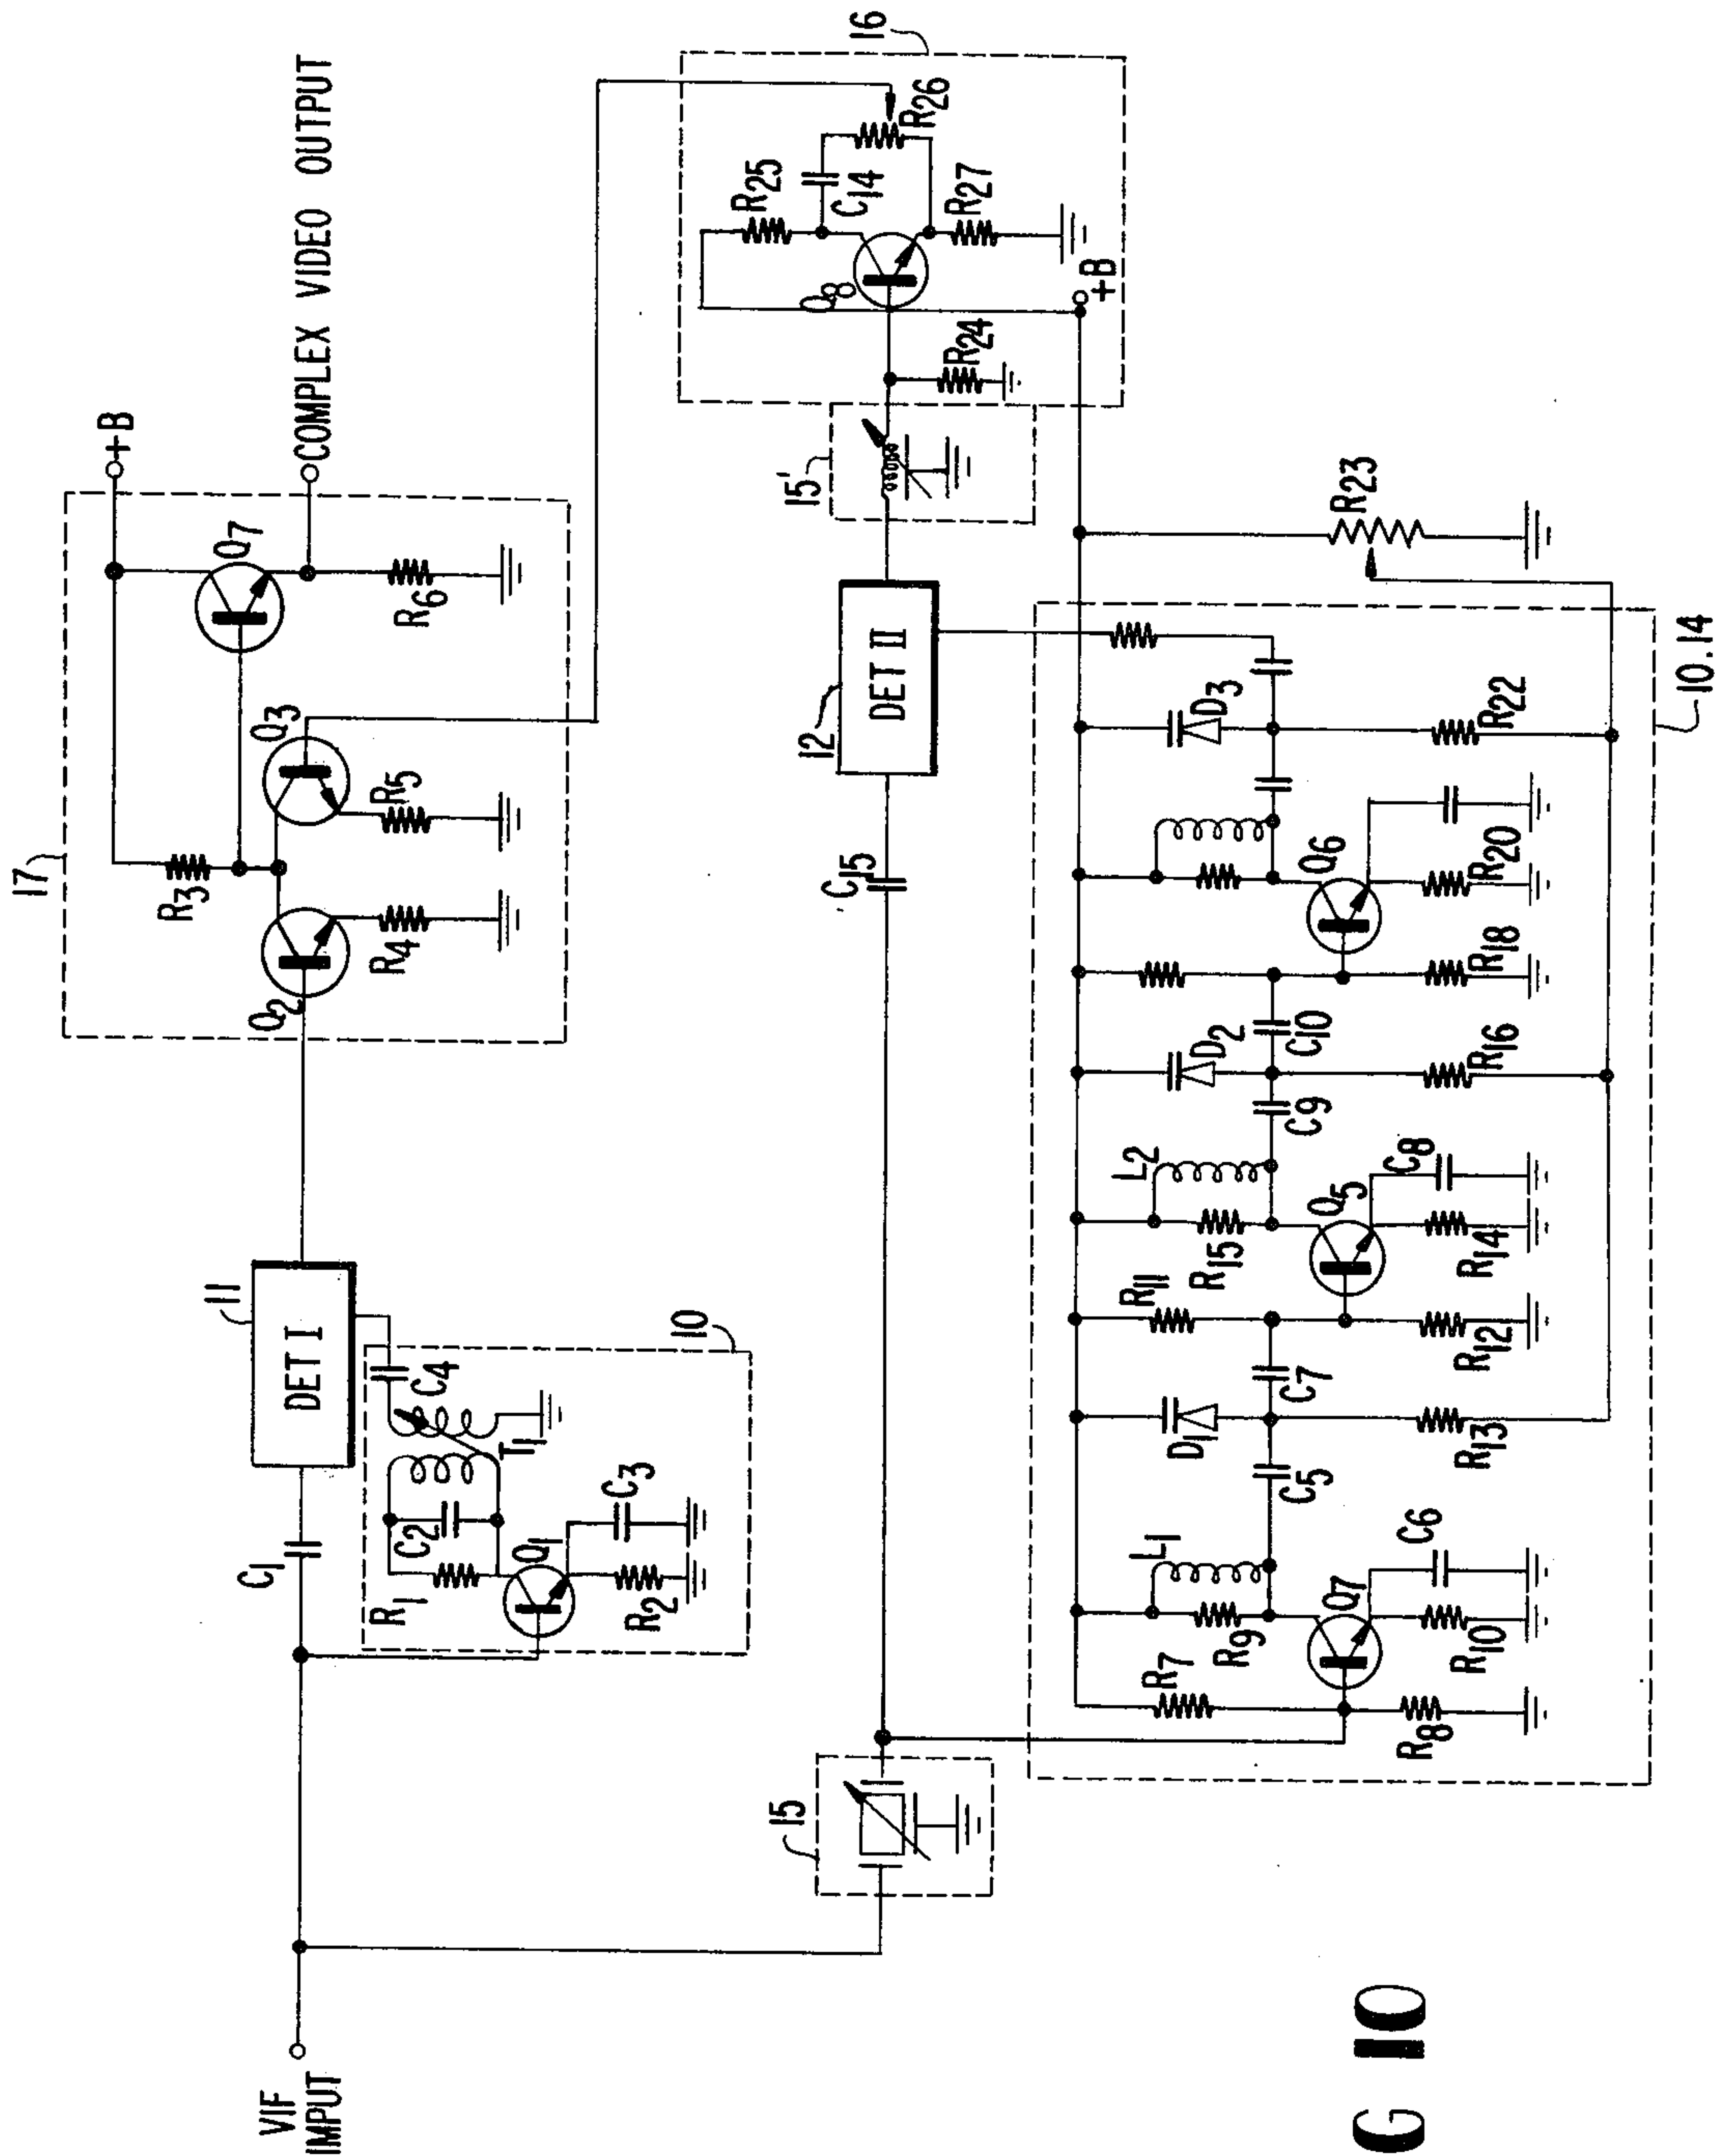 VIF
IMPUT
C1
11
DET I
10
R1
C2
T1
C4
Q1
C3
R2
17
Q2
R3
R4
Q3
R5
Q7
R6
+B
COMPLEX VIDEO OUTPUT
16
R25
C14
R26
Q8
R27
R24
+B
15
C15
12
DET II
15'
R7
R8
R9
L1
Q7
R10
C6
C5
D1
R13
C7
R11
R12
R15
L2
Q5
R14
C8
C9
D2
R16
C10
R18
Q6
R20
D3
R22
R23
10.14
G 10